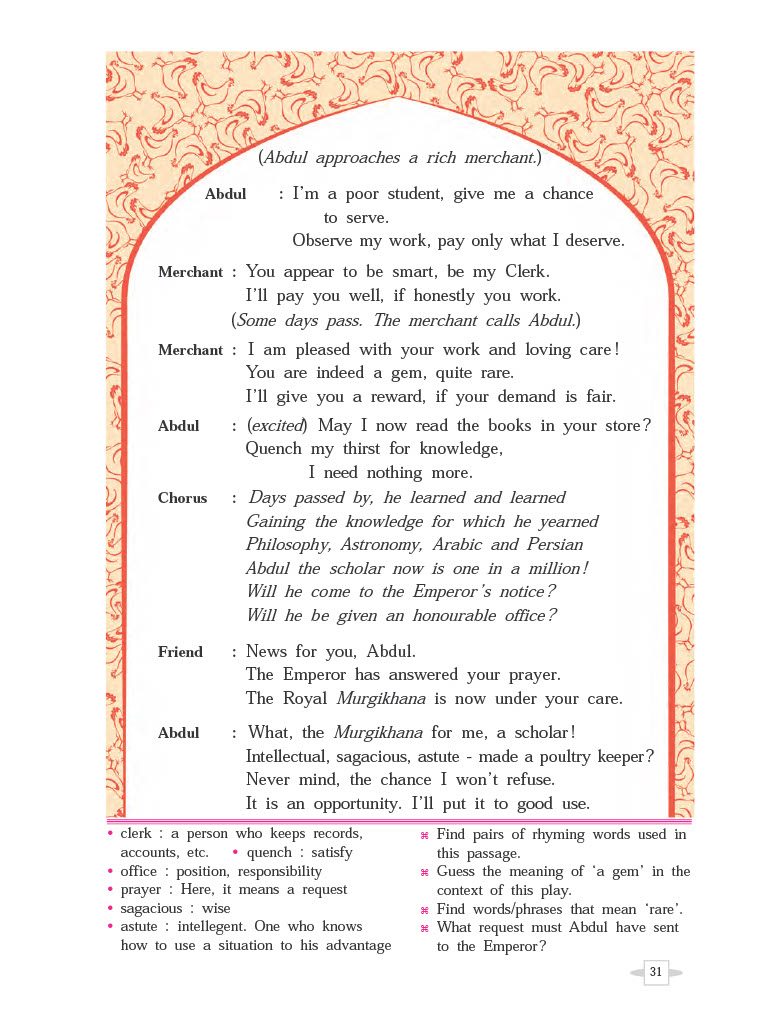 (Abdul approaches a rich merchant.)
Abdul : I'm a poor student, give me a chance
to serve.
Observe my work, pay only what I deserve.
Merchant : You appear to be smart, be my Clerk.
I'll pay you well, if honestly you work.
(Some days pass. The merchant calls Abdul.)
Merchant : I am pleased with your work and loving care!
You are indeed a gem, quite rare.
I'll give you a reward, if your demand is fair.
Abdul : (excited) May I now read the books in your store?
Quench my thirst for knowledge,
I need nothing more.
Chorus : Days passed by, he learned and learned
Gaining the knowledge for which he yearned
Philosophy, Astronomy, Arabic and Persian
Abdul the scholar now is one in a million!
Will he come to the Emperor's notice?
Will he be given an honourable office?
Friend : News for you, Abdul.
The Emperor has answered your prayer.
The Royal Murgikhana is now under your care.
Abdul : What, the Murgikhana for me, a scholar!
Intellectual, sagacious, astute - made a poultry keeper?
Never mind, the chance I won't refuse.
It is an opportunity. I'll put it to good use.
• clerk : a person who keeps records,
accounts, etc. • quench : satisfy
• office : position, responsibility
• prayer : Here, it means a request
• sagacious : wise
• astute : intellegent. One who knows
how to use a situation to his advantage
⌘ Find pairs of rhyming words used in
this passage.
⌘ Guess the meaning of 'a gem' in the
context of this play.
⌘ Find words/phrases that mean 'rare'.
⌘ What request must Abdul have sent
to the Emperor?
31